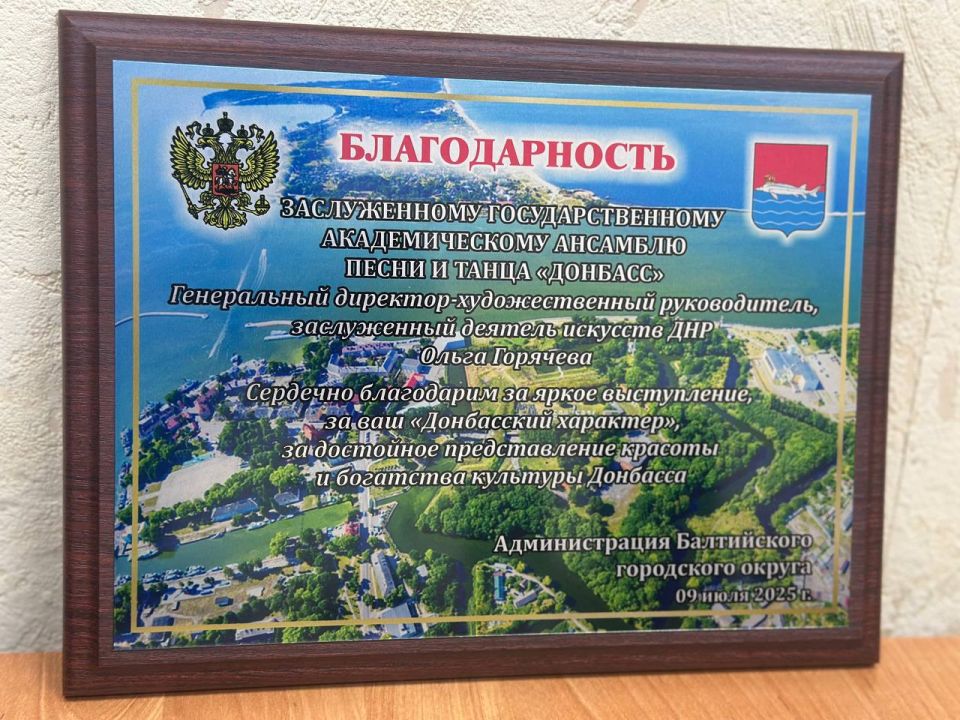 БЛАГОДАРНОСТЬ
ЗАСЛУЖЕННОМУ ГОСУДАРСТВЕННОМУ
АКАДЕМИЧЕСКОМУ АНСАМБЛЮ
ПЕСНИ И ТАНЦА «ДОНБАСС»
Генеральный директор-художественный руководитель,
заслуженный деятель искусств ДНР
Ольга Горячева
Сердечно благодарим за яркое выступление,
за ваш «Донбасский характер»,
за достойное представление красоты
и богатства культуры Донбасса
Администрация Балтийского
городского округа
09 июля 2025 г.